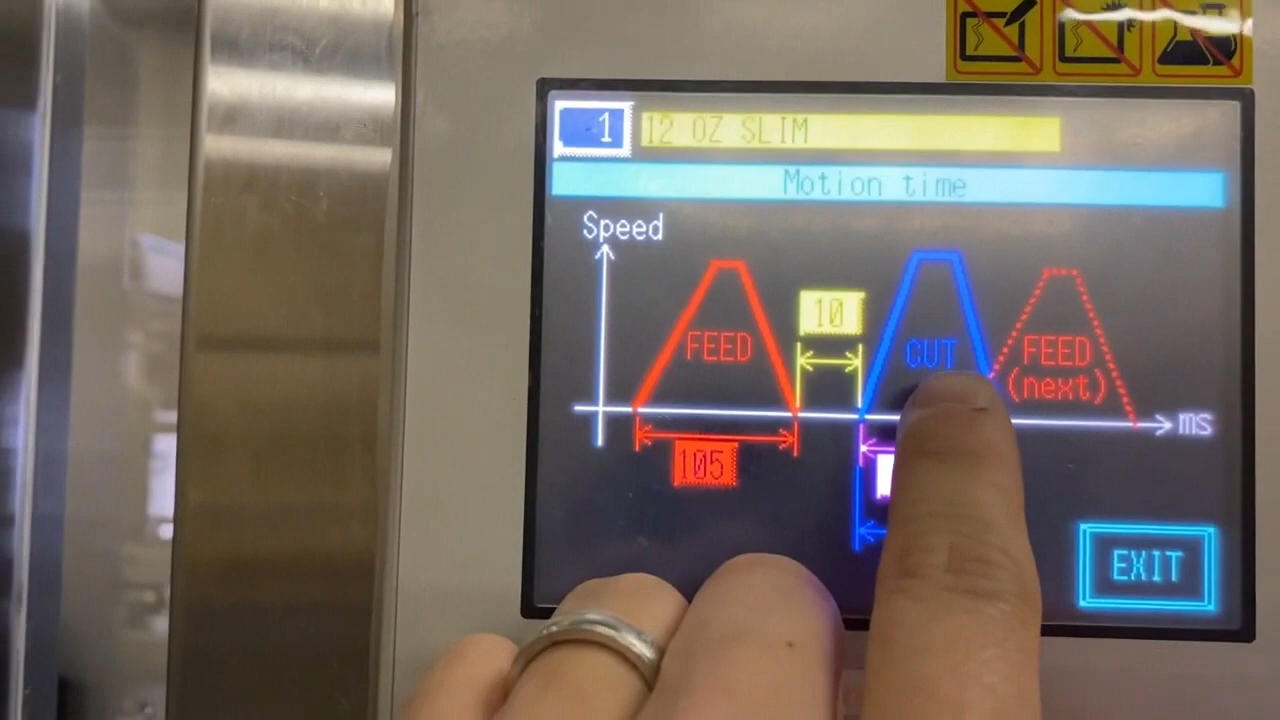 1 12 OZ SLIM
Motion time
Speed
10
FEED
CUT
FEED
(next)
ms
105
EXIT